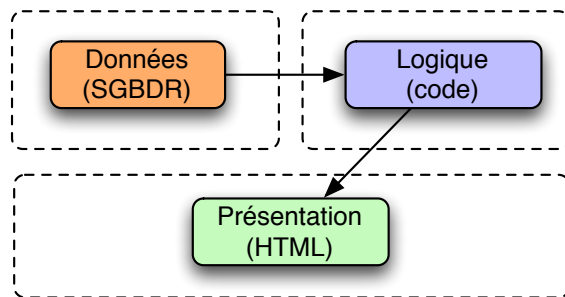 Données
(SGBDR)
Logique
(code)
Présentation
(HTML)